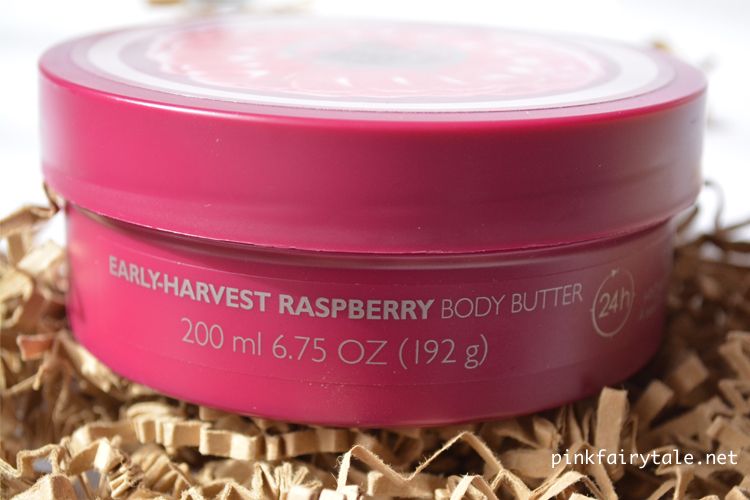 EARLY-HARVEST RASPBERRY BODY BUTTER
200 ml 6.75 OZ (192 g)
24h
pinkfairytale.net